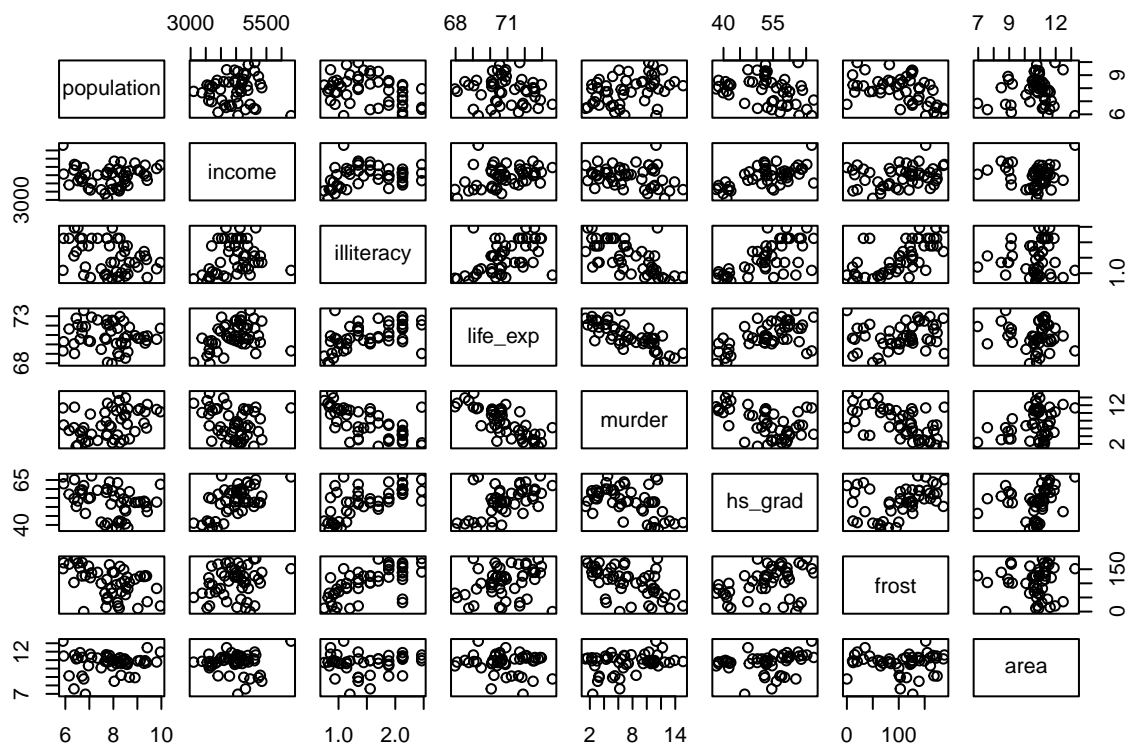 3000 5500 68 71 40 55 7 9 12
population 6 9
3000 income
illiteracy 1.0
68 73 life_exp
murder 2 12
40 65 hs_grad
frost 0 150
7 12 area
6 8 10 1.0 2.0 2 8 14 0 100